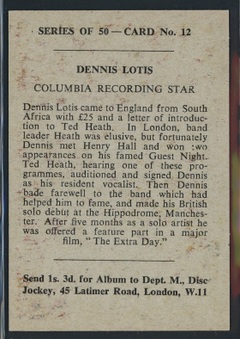 SERIES OF 50 — CARD No. 12
DENNIS LOTIS
COLUMBIA RECORDING STAR
Dennis Lotis came to England from South
Africa with £25 and a letter of introduc-
tion to Ted Heath. In London, band
leader Heath was elusive, but fortunately
Dennis met Henry Hall and won two
appearances on his famed Guest Night.
Ted Heath, hearing one of these pro-
grammes, auditioned and signed Dennis
as his resident vocalist. Then Dennis
bade farewell to the band which had
helped him to fame, and made his British
solo début at the Hippodrome, Manches-
ter. After five months as a solo artist he
was offered a feature part in a major
film, "The Extra Day."
Send 1s. 3d. for Album to Dept. M., Disc
Jockey, 45 Latimer Road, London, W.11